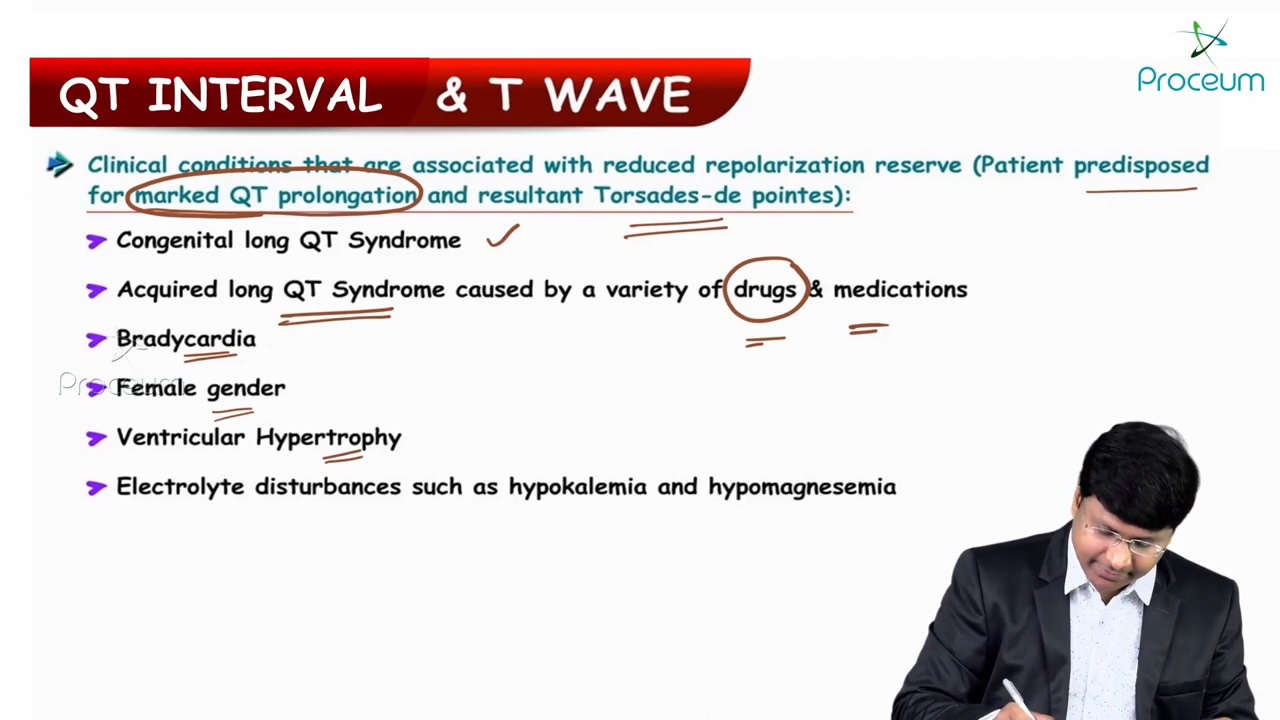 Proceum
QT INTERVAL & T WAVE
Clinical conditions that are associated with reduced repolarization reserve (Patient predisposed
for marked QT prolongation and resultant Torsades-de pointes):
Congenital long QT Syndrome
Acquired long QT Syndrome caused by a variety of drugs & medications
Bradycardia
Proceum
Female gender
Ventricular Hypertrophy
Electrolyte disturbances such as hypokalemia and hypomagnesemia